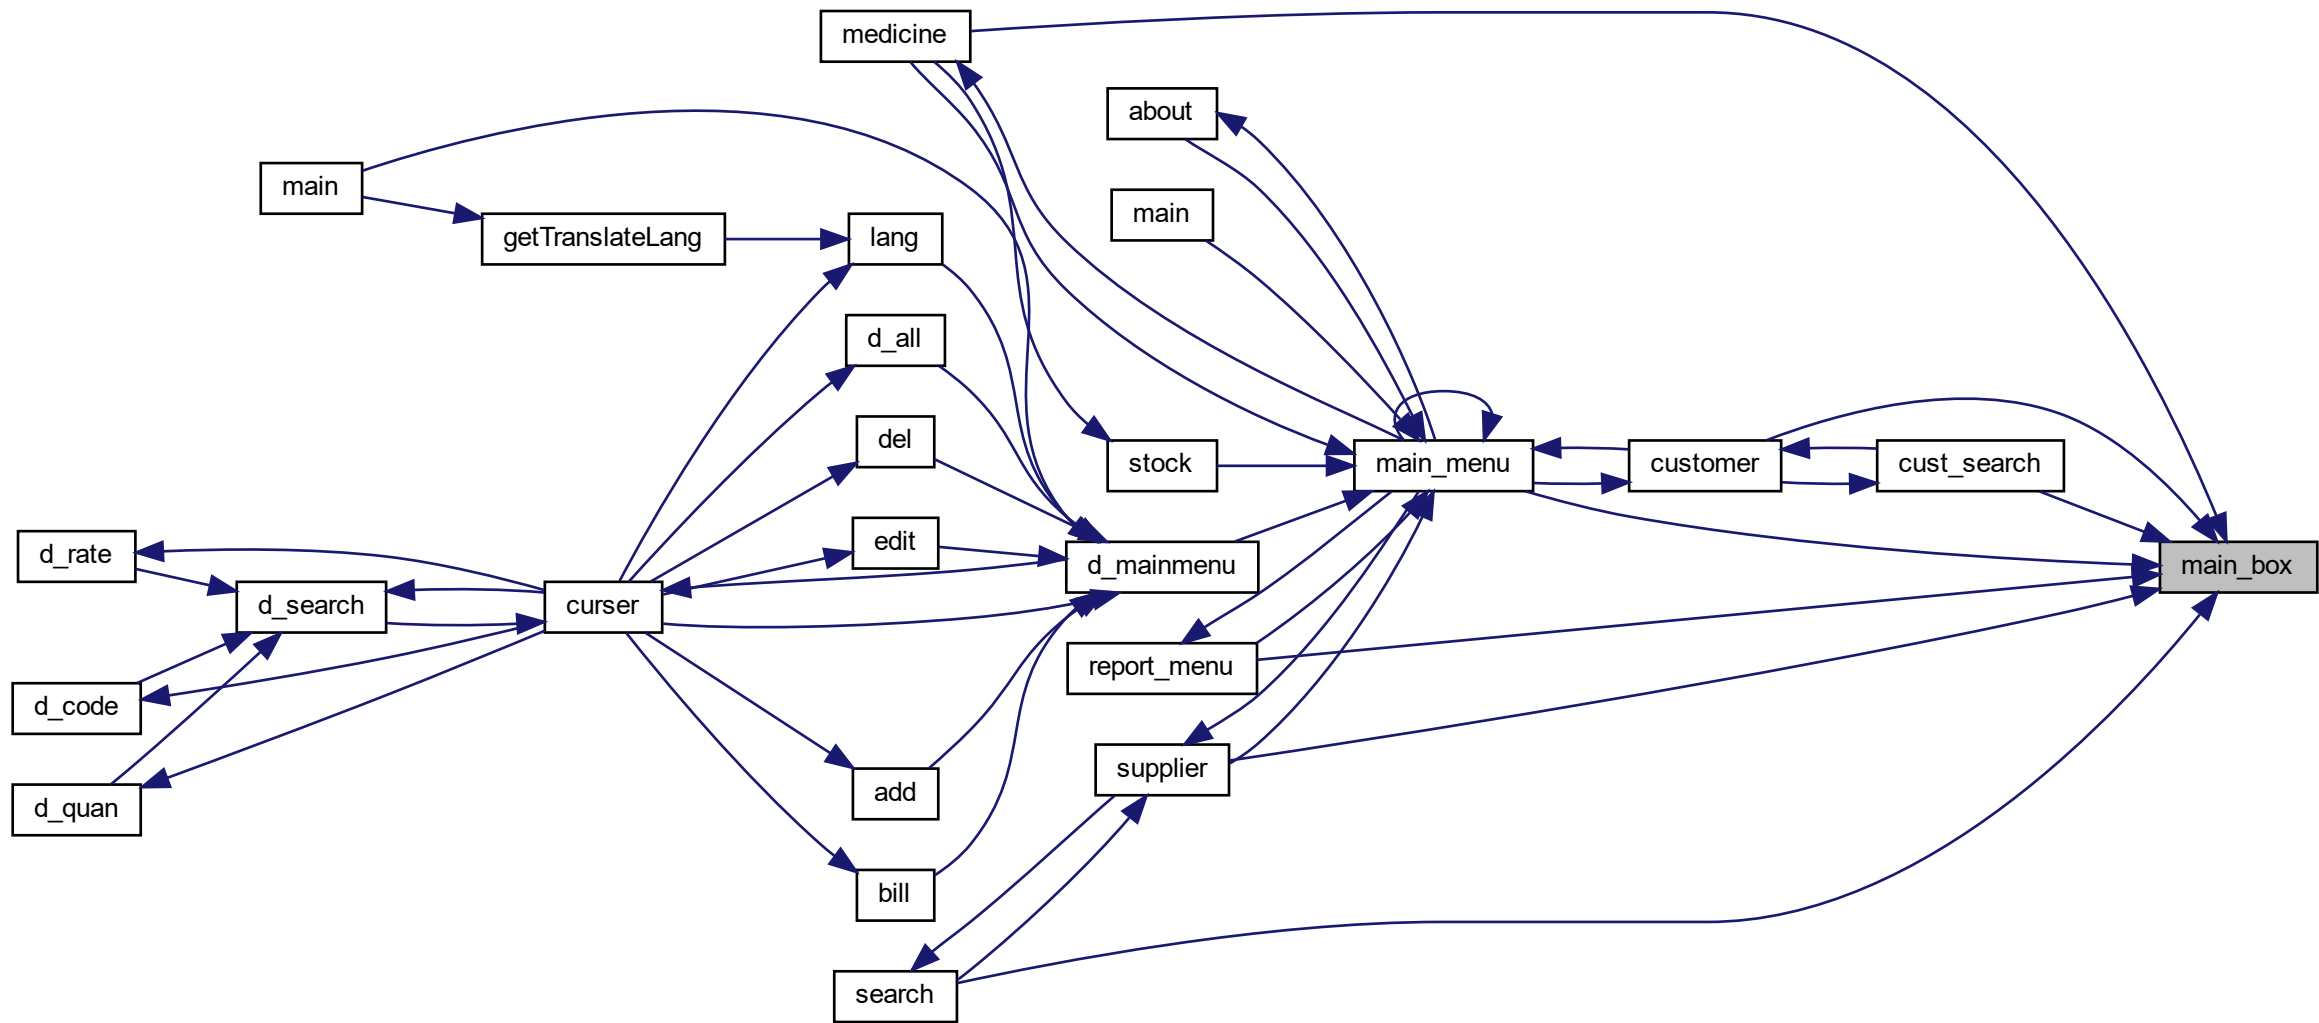 medicine
about
main
main
lang
getTranslateLang
d_all
del
stock
main_menu
customer
cust_search
edit
d_rate
d_mainmenu
main_box
d_search
curser
report_menu
d_code
supplier
add
d_quan
bill
search